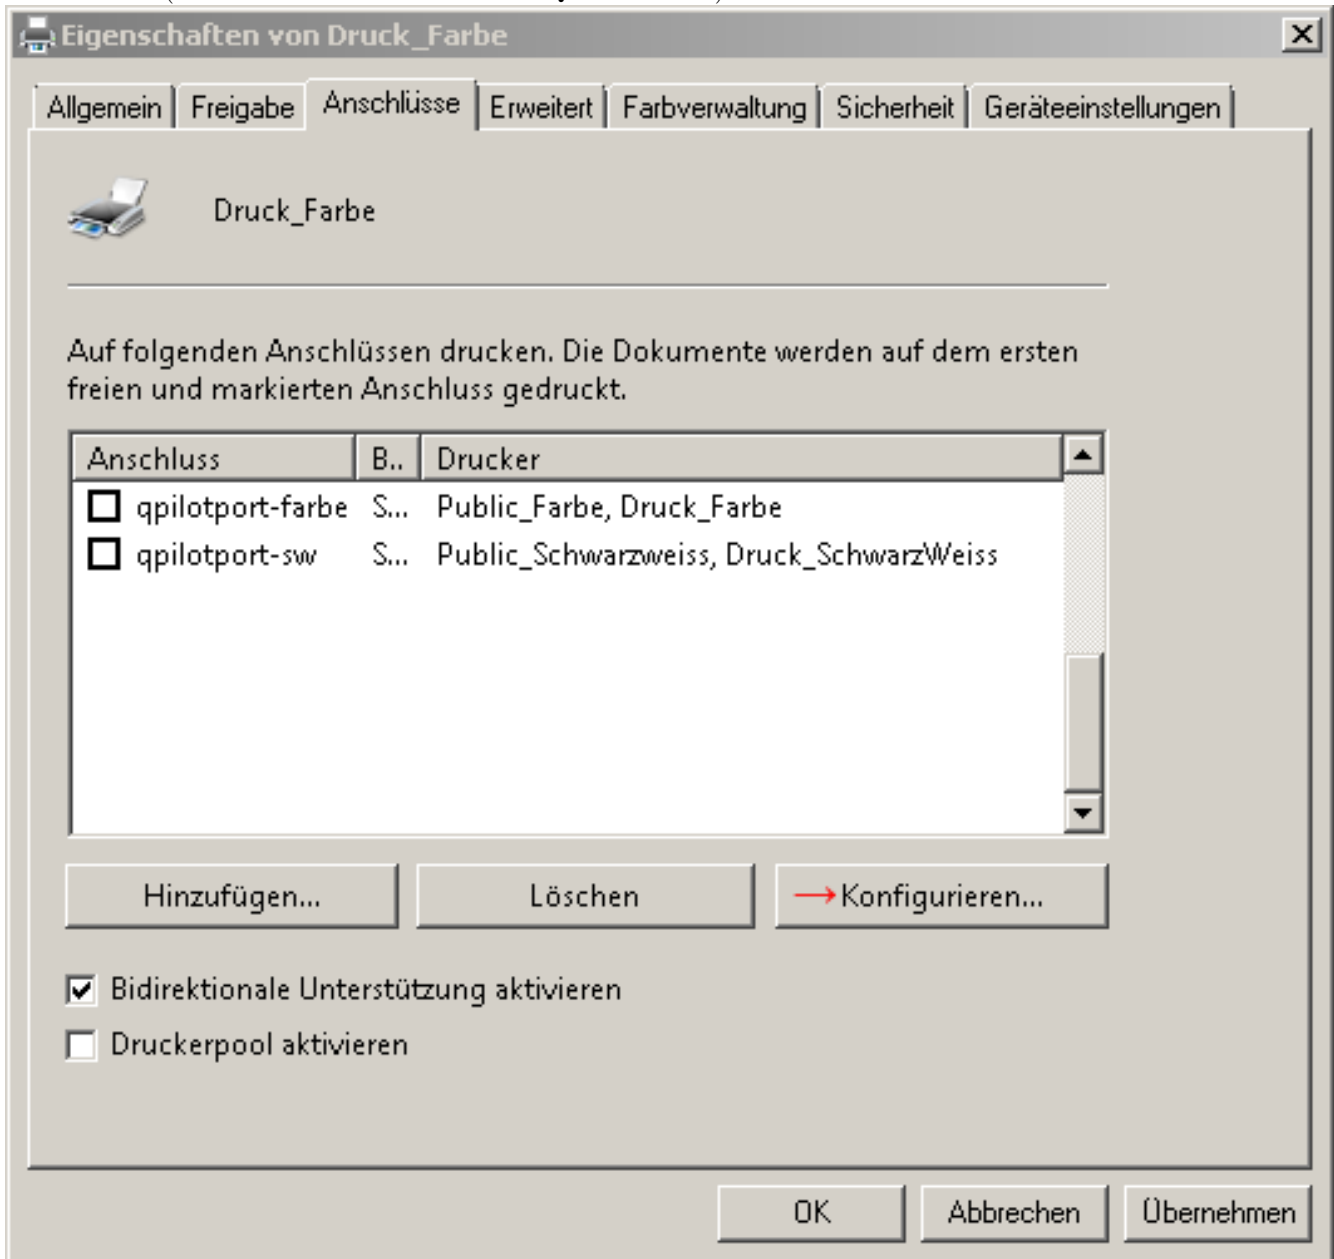 Eigenschaften von Druck_Farbe
Allgemein Freigabe Anschlüsse Erweitert Farbverwaltung Sicherheit Geräteeinstellungen
Druck_Farbe
Auf folgenden Anschlüssen drucken. Die Dokumente werden auf dem ersten
freien und markierten Anschluss gedruckt.
Anschluss B.. Drucker
qpilotport-farbe S... Public_Farbe, Druck_Farbe
qpilotport-sw S... Public_Schwarzweiss, Druck_SchwarzWeiss
Hinzufügen... Löschen →Konfigurieren...
Bidirektionale Unterstützung aktivieren
Druckerpool aktivieren
OK Abbrechen Übernehmen